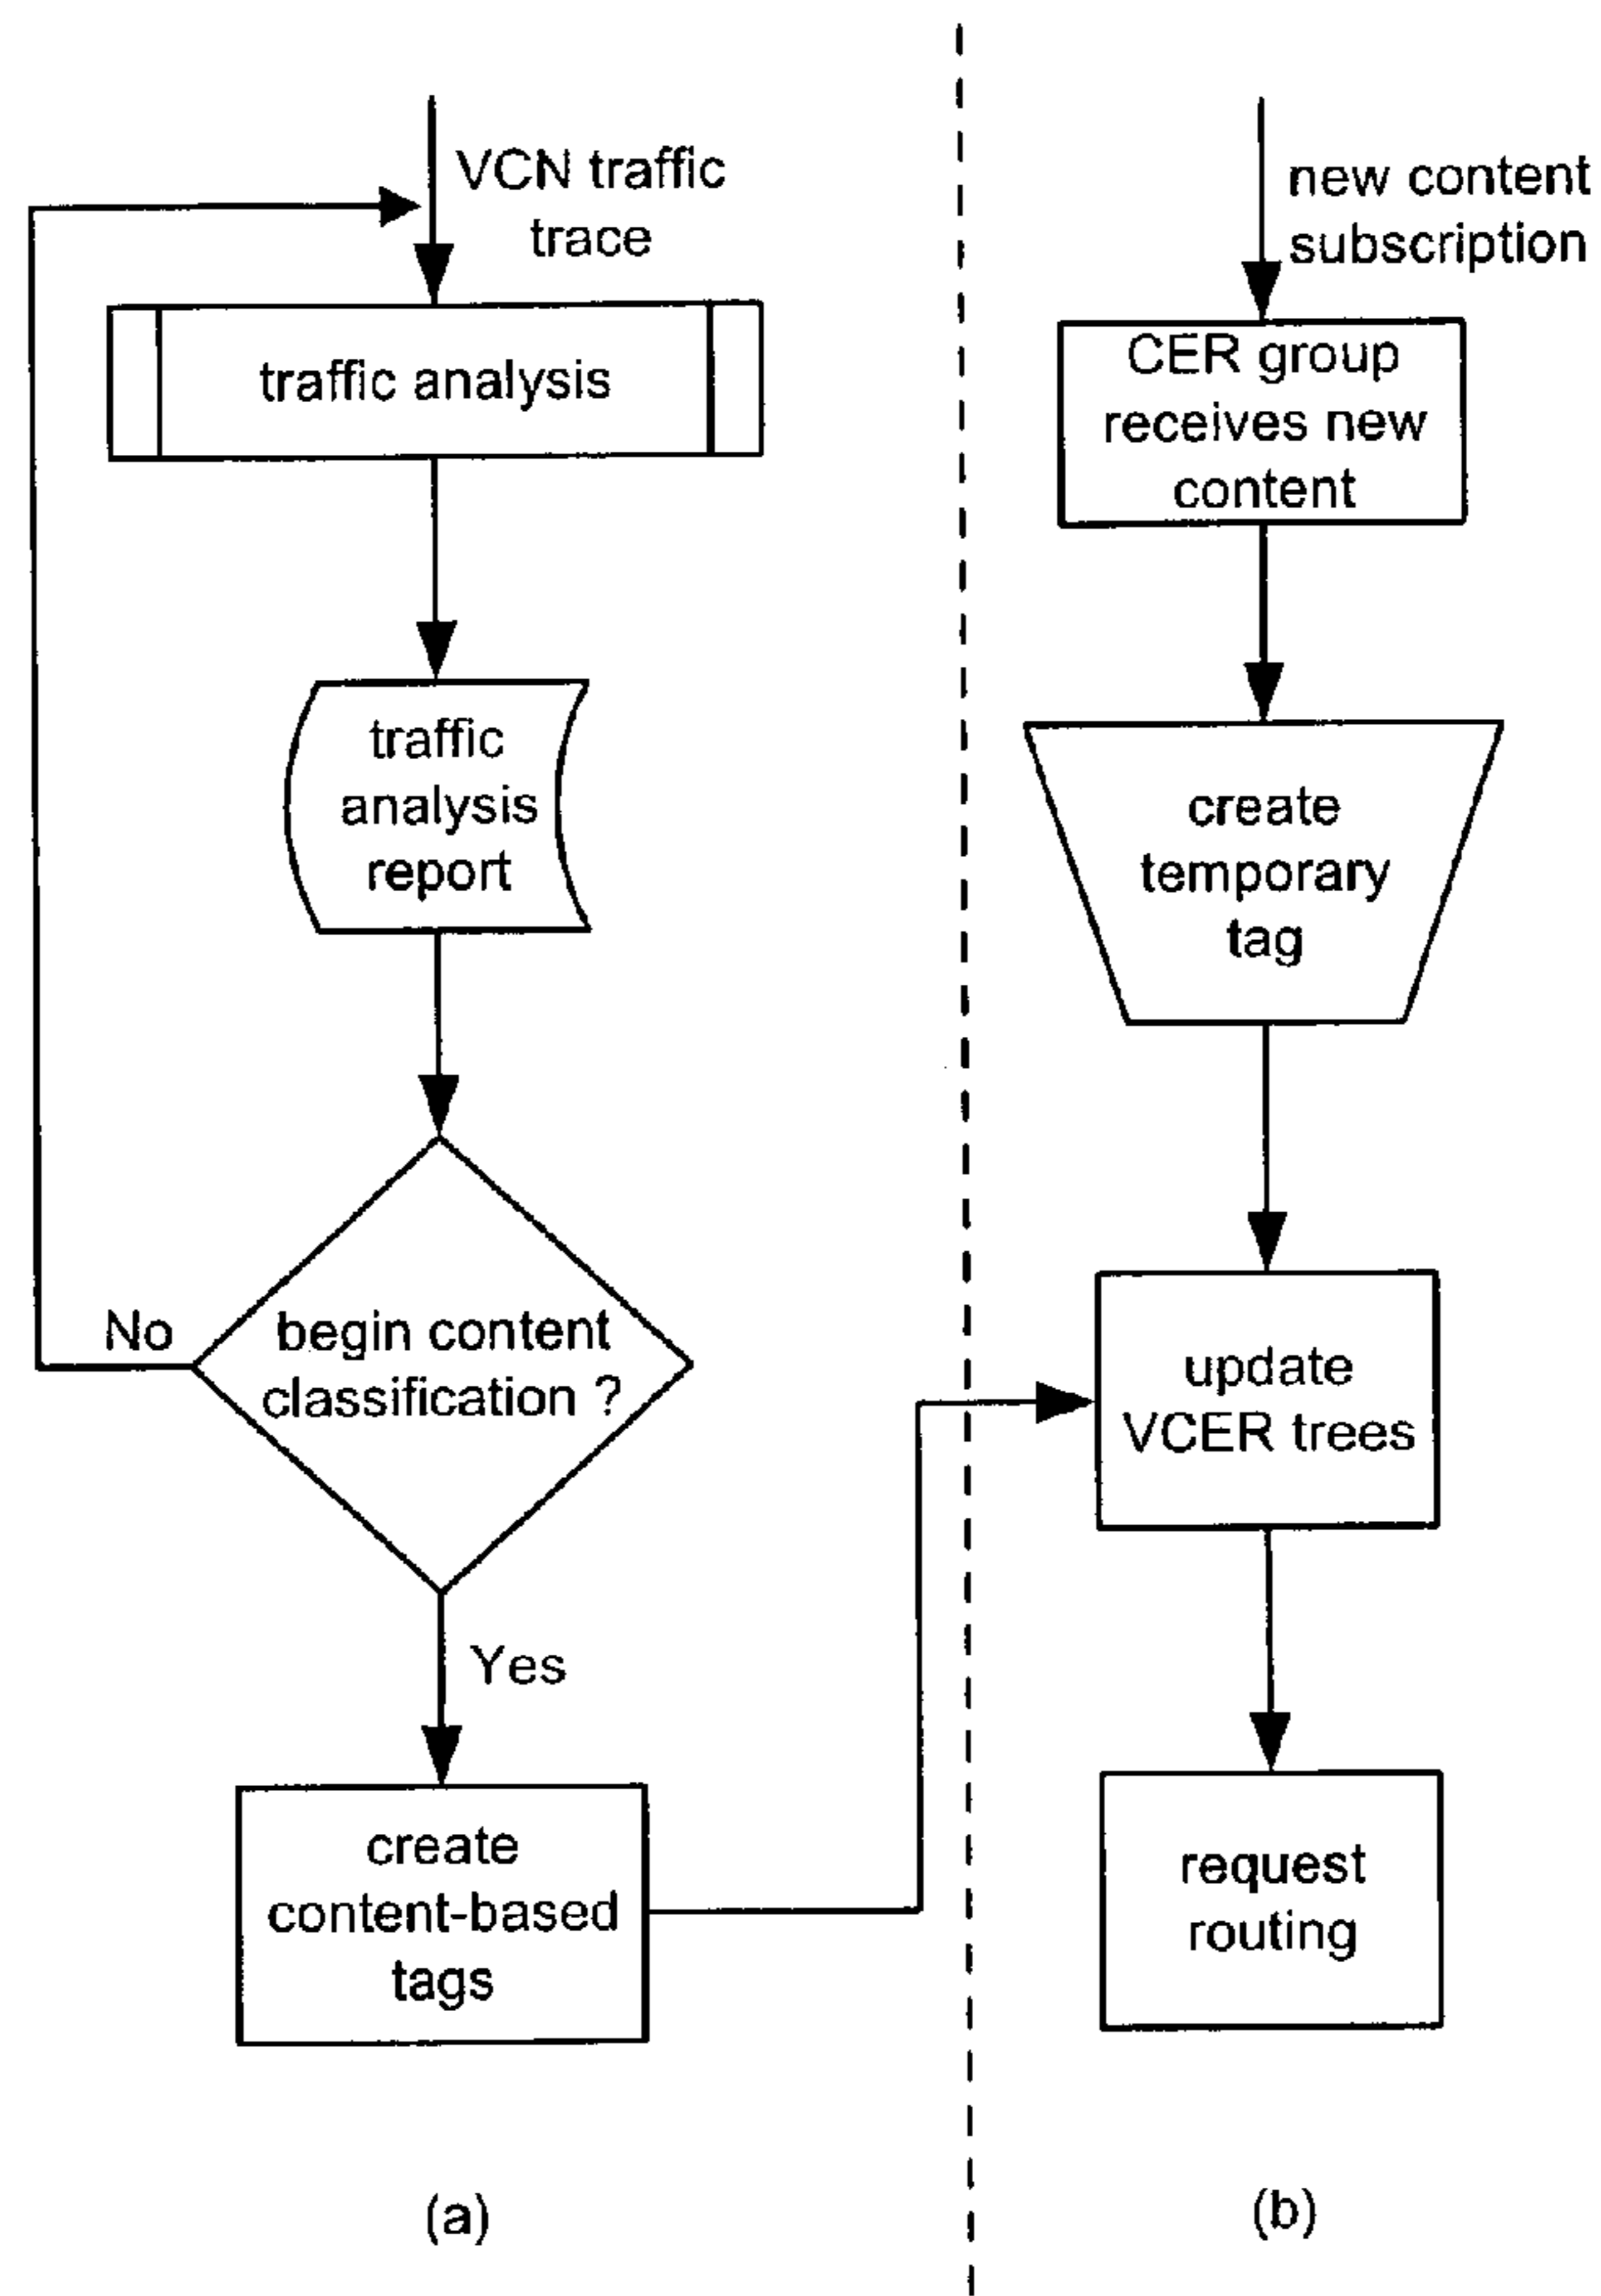 VCN traffic
trace
traffic analysis
traffic
analysis
report
No
begin content
classification ?
Yes
create
content-based
tags
(a)
new content
subscription
CER group
receives new
content
create
temporary
tag
update
VCER trees
request
routing
(b)